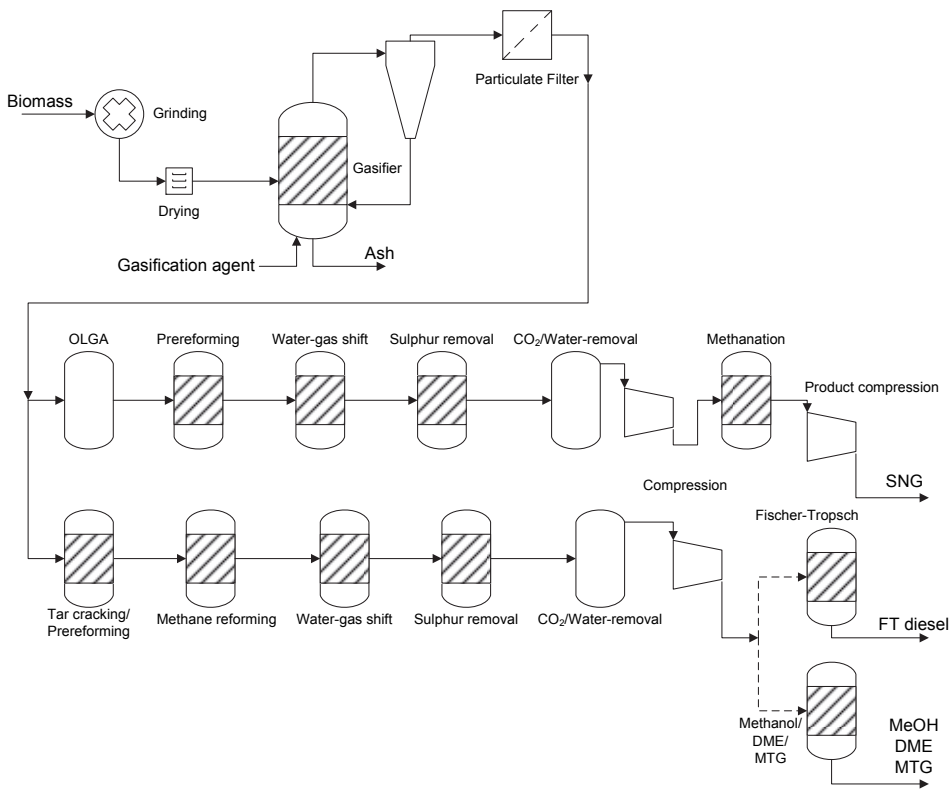 Particulate Filter
Biomass
Grinding
Gasifier
Drying
Ash
Gasification agent
OLGA
Prereforming
Water-gas shift
Sulphur removal
CO₂/Water-removal
Methanation
Product compression
SNG
Compression
Fischer-Tropsch
Tar cracking/
Prereforming
Methane reforming
Water-gas shift
Sulphur removal
CO₂/Water-removal
FT diesel
Methanol/
DME/
MTG
MeOH
DME
MTG